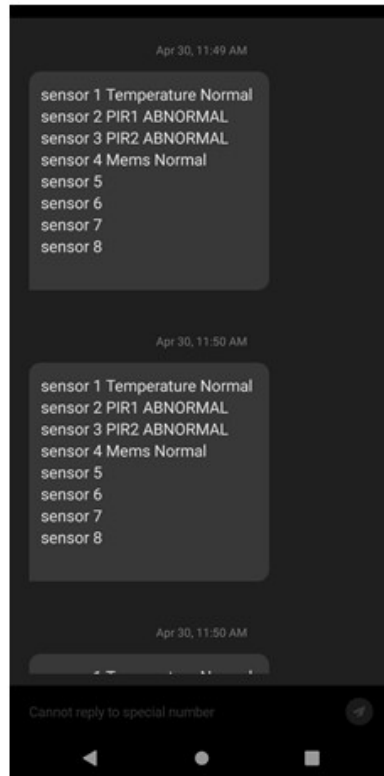 Apr 30, 11:49 AM
sensor 1 Temperature Normal
sensor 2 PIR1 ABNORMAL
sensor 3 PIR2 ABNORMAL
sensor 4 Mems Normal
sensor 5
sensor 6
sensor 7
sensor 8
Apr 30, 11:50 AM
sensor 1 Temperature Normal
sensor 2 PIR1 ABNORMAL
sensor 3 PIR2 ABNORMAL
sensor 4 Mems Normal
sensor 5
sensor 6
sensor 7
sensor 8
Apr 30, 11:50 AM
Cannot reply to special number